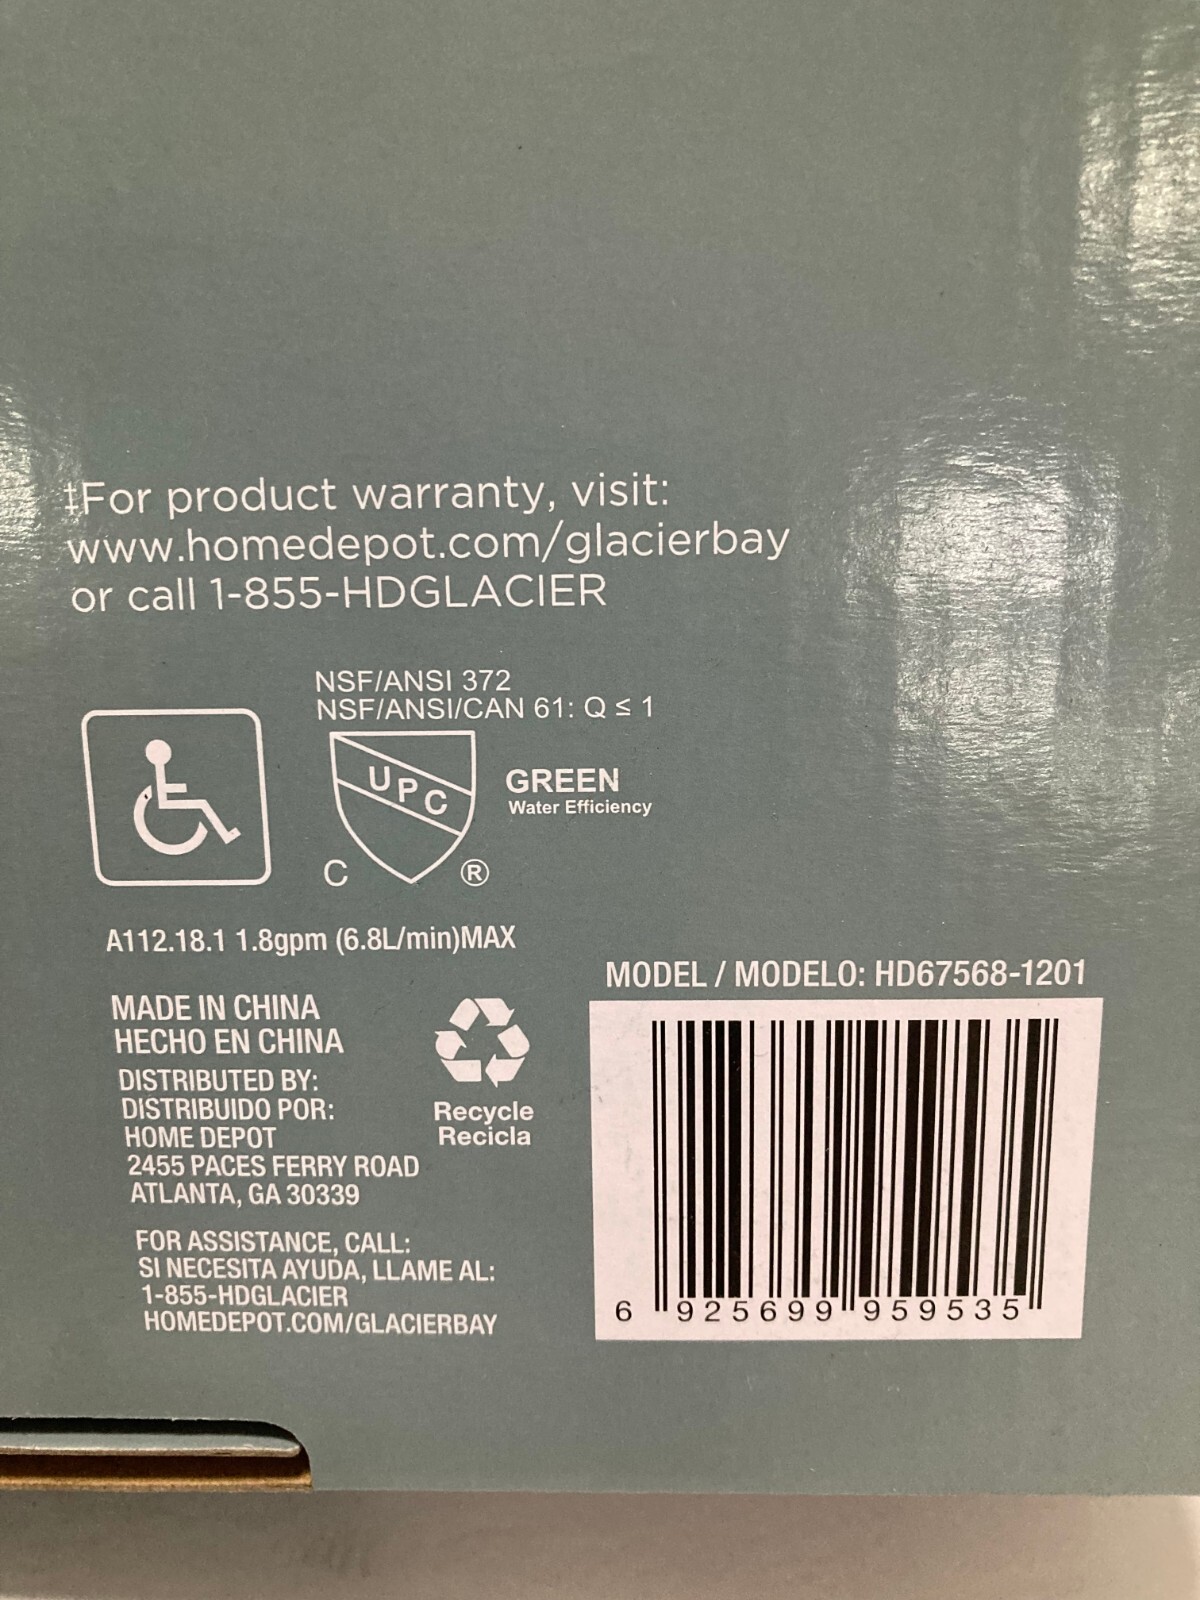 ‡For product warranty, visit:
www.homedepot.com/glacierbay
or call 1-855-HDGLACIER
NSF/ANSI 372
NSF/ANSI/CAN 61: Q ≤ 1
UPC
C ®
GREEN
Water Efficiency
A112.18.1 1.8gpm (6.8L/min)MAX
MADE IN CHINA
HECHO EN CHINA
DISTRIBUTED BY:
DISTRIBUIDO POR:
HOME DEPOT
2455 PACES FERRY ROAD
ATLANTA, GA 30339
Recycle
Recicla
FOR ASSISTANCE, CALL:
SI NECESITA AYUDA, LLAME AL:
1-855-HDGLACIER
HOMEDEPOT.COM/GLACIERBAY
MODEL / MODELO: HD67568-1201
6 925699 959535